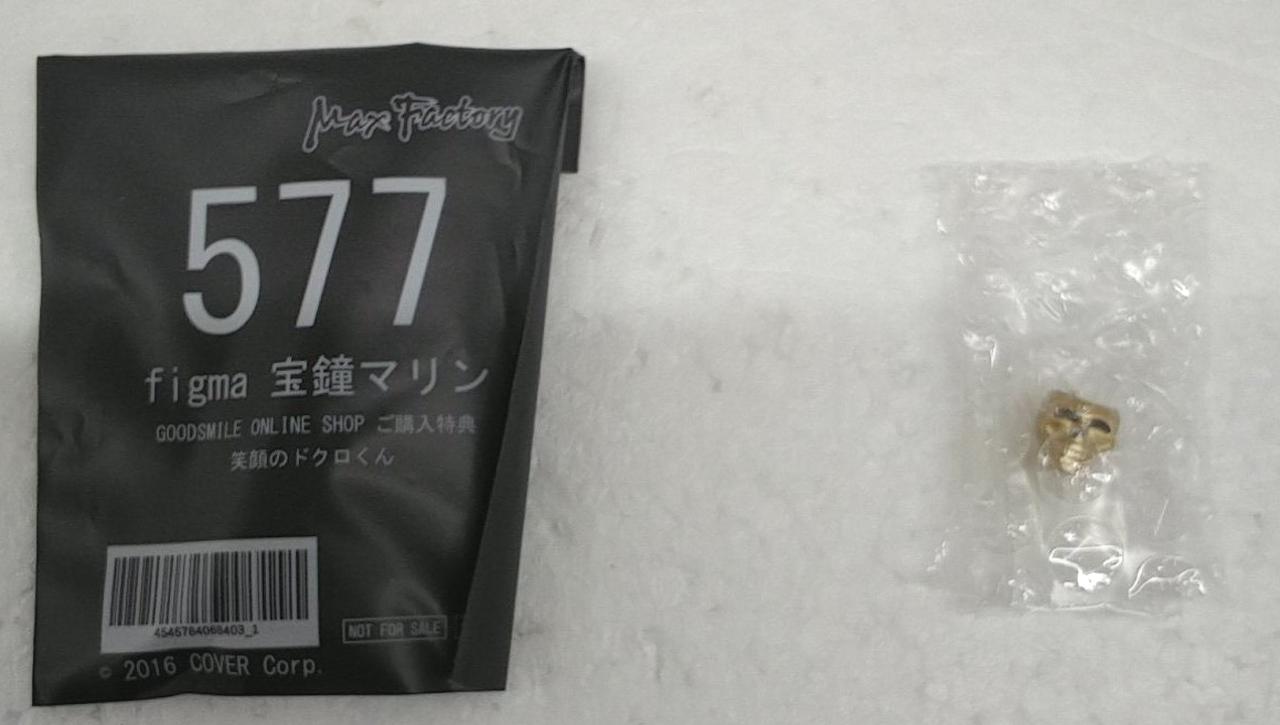 Max Factory
577
figma 宝鐘マリン
GOODSMILE ONLINE SHOP ご購入特典
笑顔のドクロくん
4545784068403_1
NOT FOR SALE
© 2016 COVER Corp.